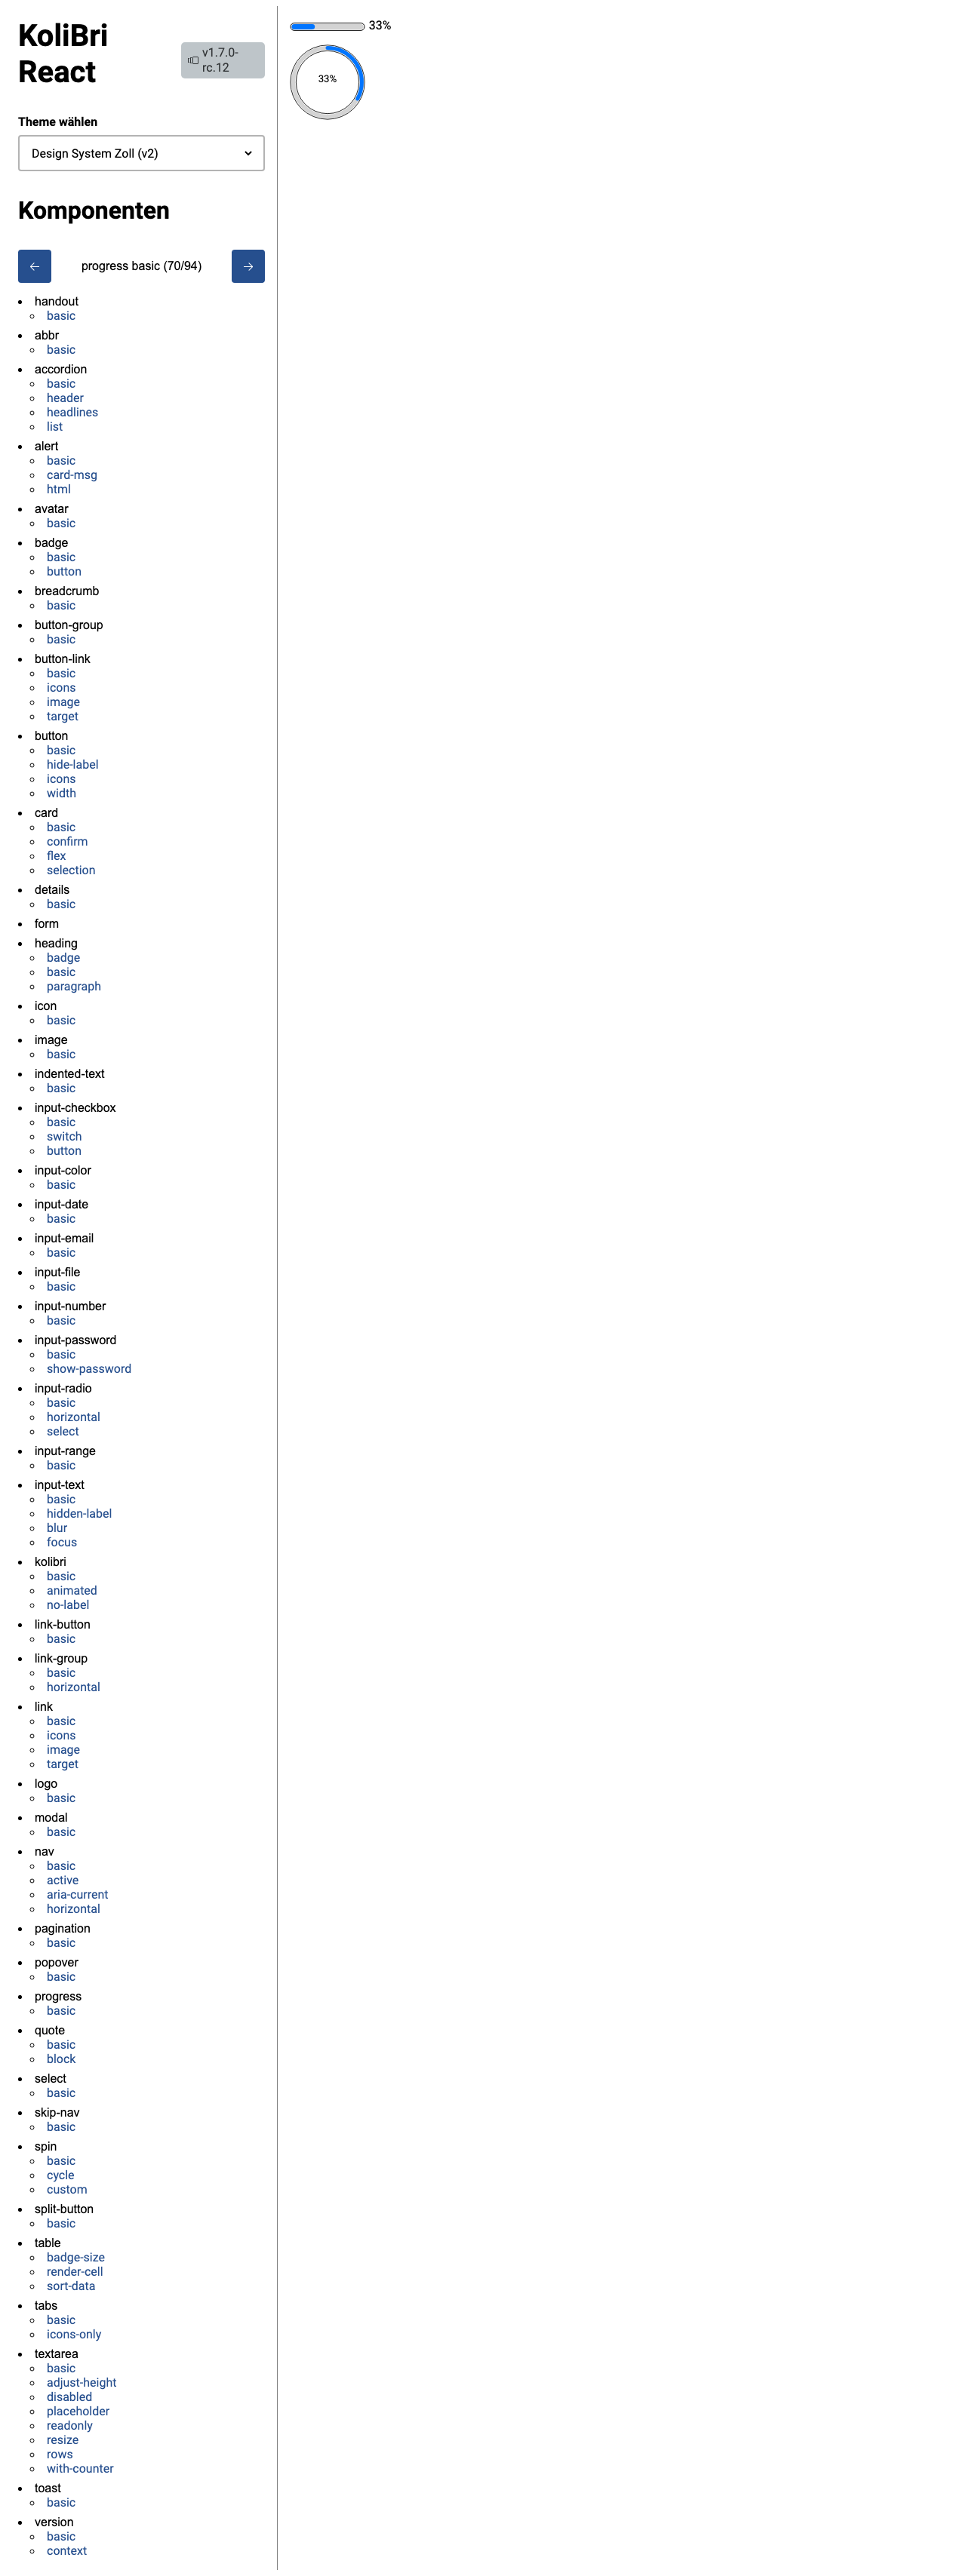 KoliBri
React
v1.7.0-
rc.12
Theme wählen
Design System Zoll (v2)
Komponenten
progress basic (70/94)
handout
basic
abbr
basic
accordion
basic
header
headlines
list
alert
basic
card-msg
html
avatar
basic
badge
basic
button
breadcrumb
basic
button-group
basic
button-link
basic
icons
image
target
button
basic
hide-label
icons
width
card
basic
confirm
flex
selection
details
basic
form
heading
badge
basic
paragraph
icon
basic
image
basic
indented-text
basic
input-checkbox
basic
switch
button
input-color
basic
input-date
basic
input-email
basic
input-file
basic
input-number
basic
input-password
basic
show-password
input-radio
basic
horizontal
select
input-range
basic
input-text
basic
hidden-label
blur
focus
kolibri
basic
animated
no-label
link-button
basic
link-group
basic
horizontal
link
basic
icons
image
target
logo
basic
modal
basic
nav
basic
active
aria-current
horizontal
pagination
basic
popover
basic
progress
basic
quote
basic
block
select
basic
skip-nav
basic
spin
basic
cycle
custom
split-button
basic
table
badge-size
render-cell
sort-data
tabs
basic
icons-only
textarea
basic
adjust-height
disabled
placeholder
readonly
resize
rows
with-counter
toast
basic
version
basic
context
33%
33%